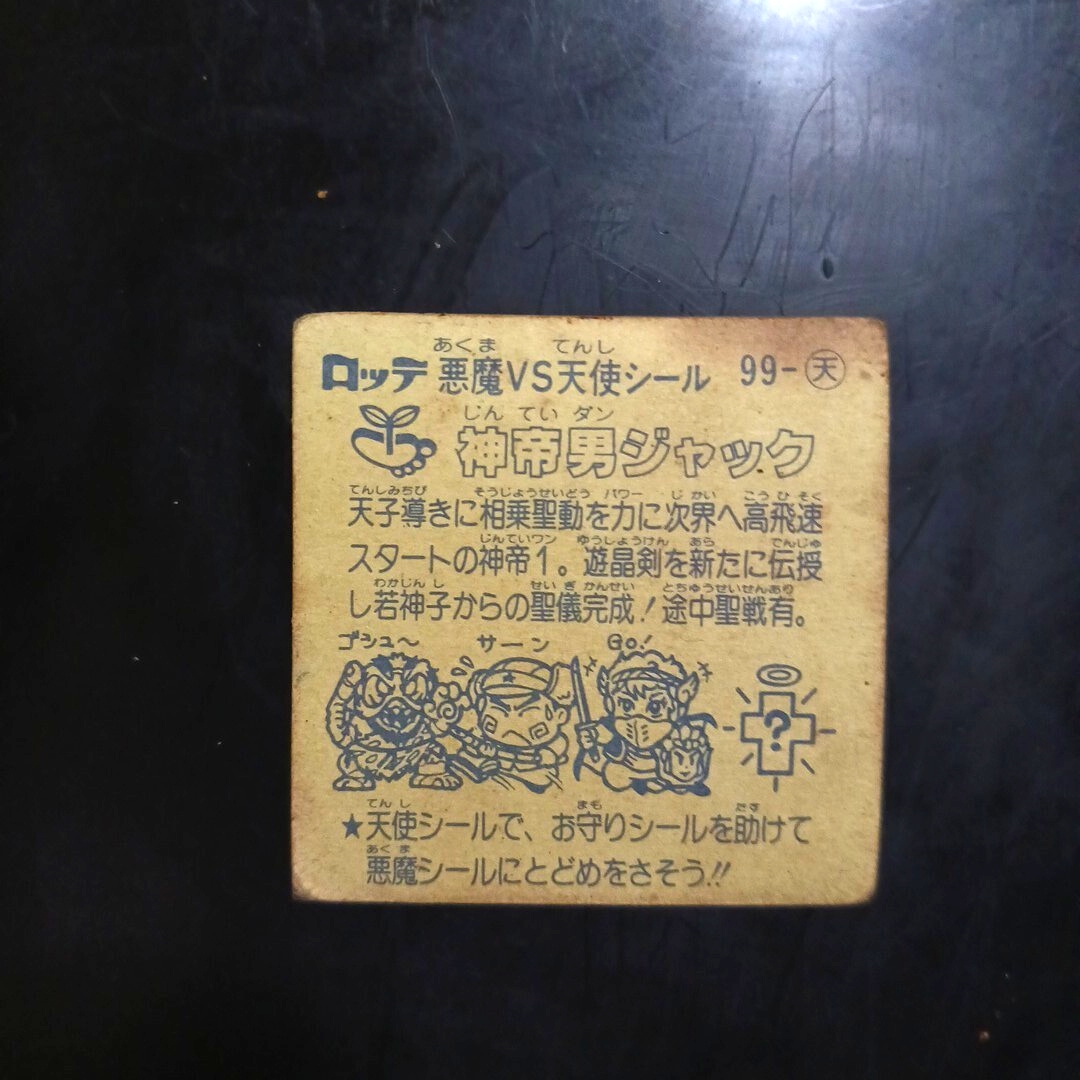 あくま てんし
ロッテ 悪魔VS天使シール 99-天
じん てい ダン
神帝男ジャック
てんしみちび そうじょうせいどう パワー じ かい こう ひ そく
天子導きに相乗聖動を力に次界へ高飛速
じんていワン ゆうしょうけん あら でんじゅ
スタートの神帝1。遊晶剣を新たに伝授
わかじん し せい ぎ かんせい とちゅうせいせんあり
し若神子からの聖儀完成!途中聖戦有。
ゴシュ〜 サーン Go!
?
てん し まも たす
★天使シールで、お守りシールを助けて
あく ま
悪魔シールにとどめをさそう!!